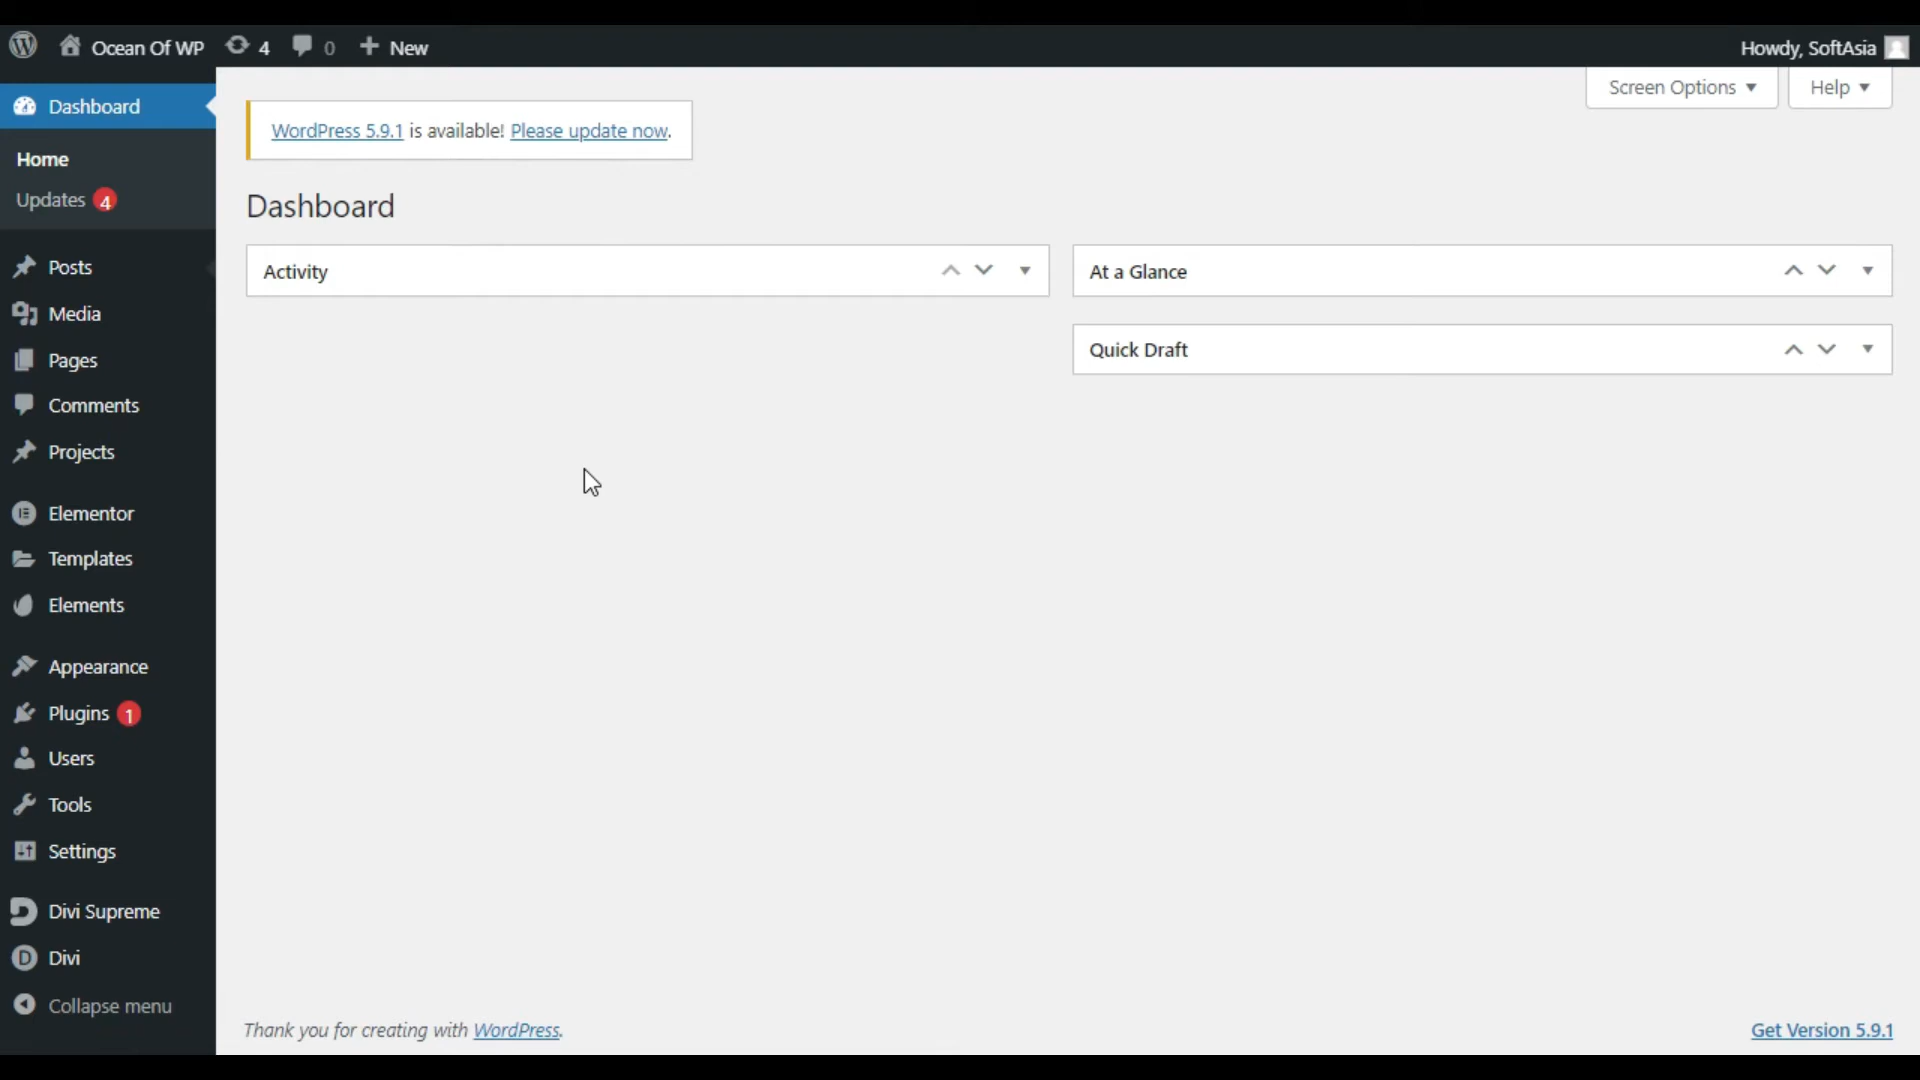 Ocean Of WP 4 0 New Howdy, SoftAsia
Screen Options Help
Dashboard
Home
Updates 4
Posts
Media
Pages
Comments
Projects
Elementor
Templates
Elements
Appearance
Plugins 1
Users
Tools
Settings
Divi Supreme
Divi
Collapse menu
WordPress 5.9.1 is available! Please update now.
Dashboard
Activity
At a Glance
Quick Draft
Thank you for creating with WordPress.
Get Version 5.9.1